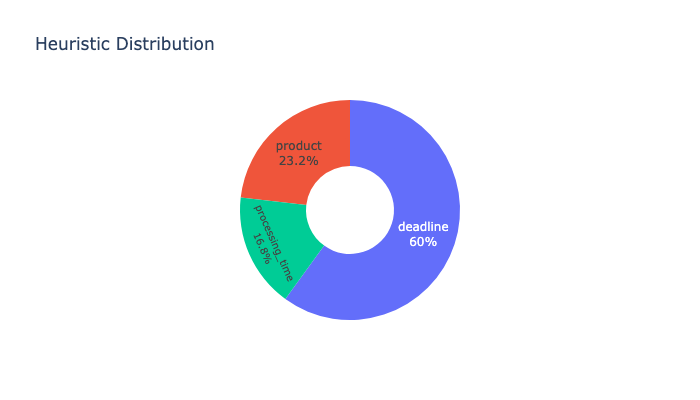 Heuristic Distribution
product
23.2%
deadline
60%
processing_time
16.8%